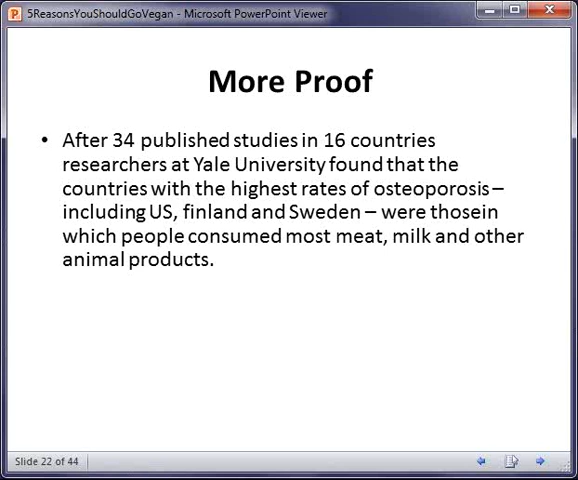 5ReasonsYouShouldGoVegan - Microsoft PowerPoint Viewer
More Proof
• After 34 published studies in 16 countries
researchers at Yale University found that the
countries with the highest rates of osteoporosis –
including US, finland and Sweden – were thosein
which people consumed most meat, milk and other
animal products.
Slide 22 of 44